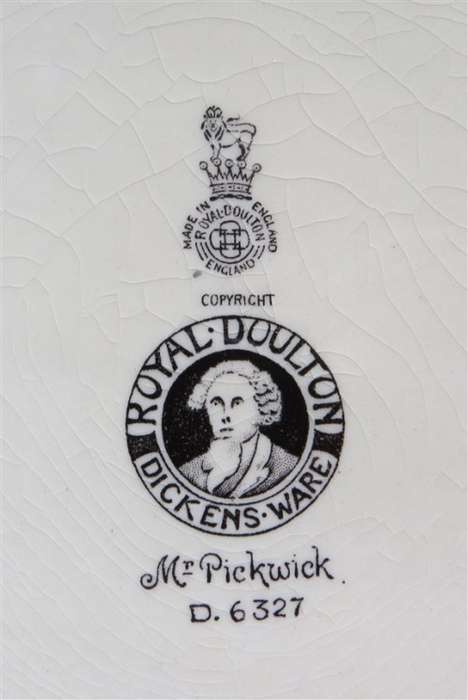 MADE IN ENGLAND
ROYAL·DOULTON
ENGLAND
COPYRIGHT
ROYAL·DOULTON
DICKENS·WARE
Mr Pickwick.
D. 6327